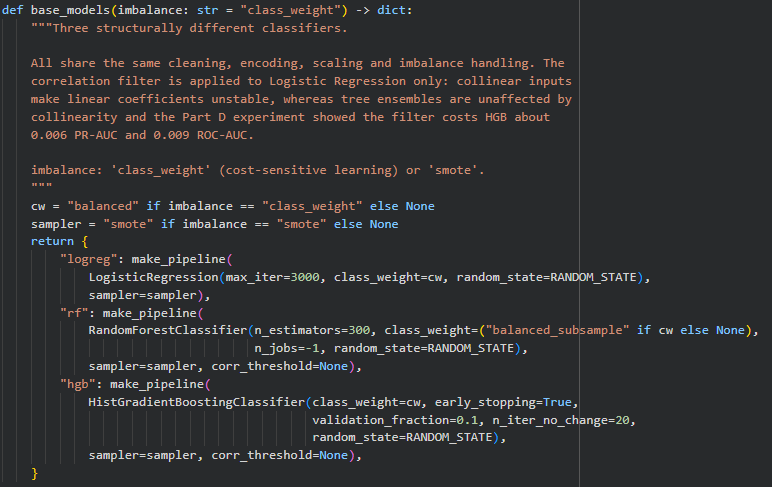 def base_models(imbalance: str = "class_weight") -> dict:
    """Three structurally different classifiers.

    All share the same cleaning, encoding, scaling and imbalance handling. The
    correlation filter is applied to Logistic Regression only: collinear inputs
    make linear coefficients unstable, whereas tree ensembles are unaffected by
    collinearity and the Part D experiment showed the filter costs HGB about
    0.006 PR-AUC and 0.009 ROC-AUC.

    imbalance: 'class_weight' (cost-sensitive learning) or 'smote'.
    """
    cw = "balanced" if imbalance == "class_weight" else None
    sampler = "smote" if imbalance == "smote" else None
    return {
        "logreg": make_pipeline(
            LogisticRegression(max_iter=3000, class_weight=cw, random_state=RANDOM_STATE),
            sampler=sampler),
        "rf": make_pipeline(
            RandomForestClassifier(n_estimators=300, class_weight=("balanced_subsample" if cw else None),
                                   n_jobs=-1, random_state=RANDOM_STATE),
            sampler=sampler, corr_threshold=None),
        "hgb": make_pipeline(
            HistGradientBoostingClassifier(class_weight=cw, early_stopping=True,
                                           validation_fraction=0.1, n_iter_no_change=20,
                                           random_state=RANDOM_STATE),
            sampler=sampler, corr_threshold=None),
    }